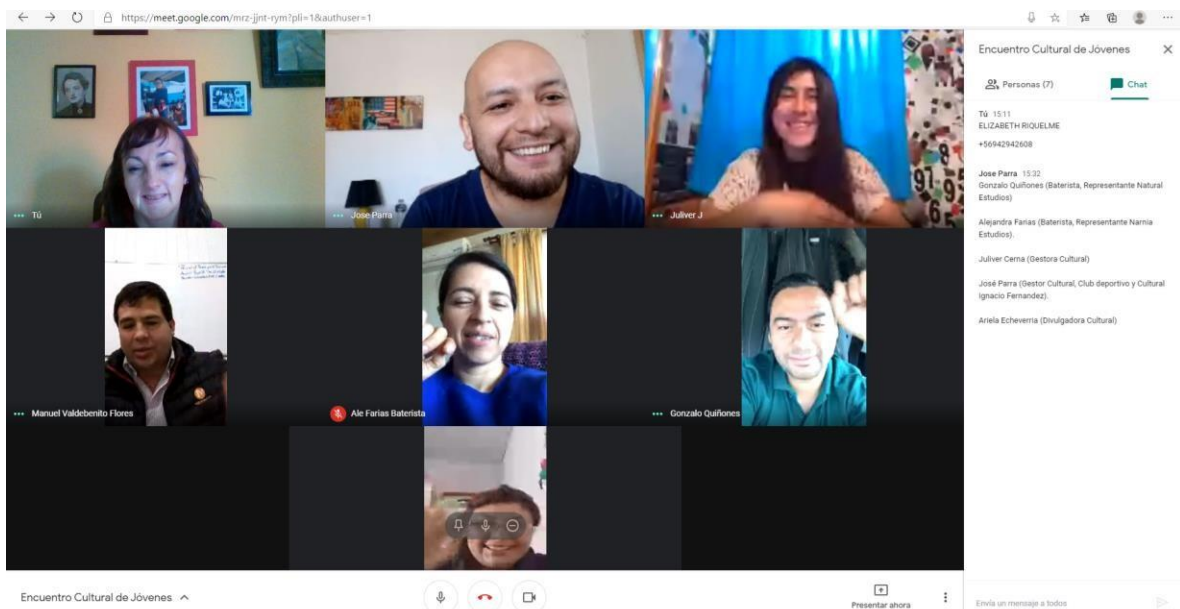 https://meet.google.com/mrz-jjnt-rym?pli=1&authuser=1
Tú
Jose Parra
Juliver J
Manuel Valdebenito Flores
Ale Farias Baterista
Gonzalo Quiñones
Encuentro Cultural de Jóvenes
Presentar ahora
Encuentro Cultural de Jóvenes
Personas (7)
Chat
Tú 15:11
ELIZABETH RIQUELME
+56942942608
Jose Parra 15:32
Gonzalo Quiñones (Baterista, Representante Natural
Estudios)
Alejandra Farias (Baterista, Representante Narnia
Estudios).
Juliver Cerna (Gestora Cultural)
José Parra (Gestor Cultural, Club deportivo y Cultural
Ignacio Fernandez).
Ariela Echeverria (Divulgadora Cultural)
Envía un mensaje a todos